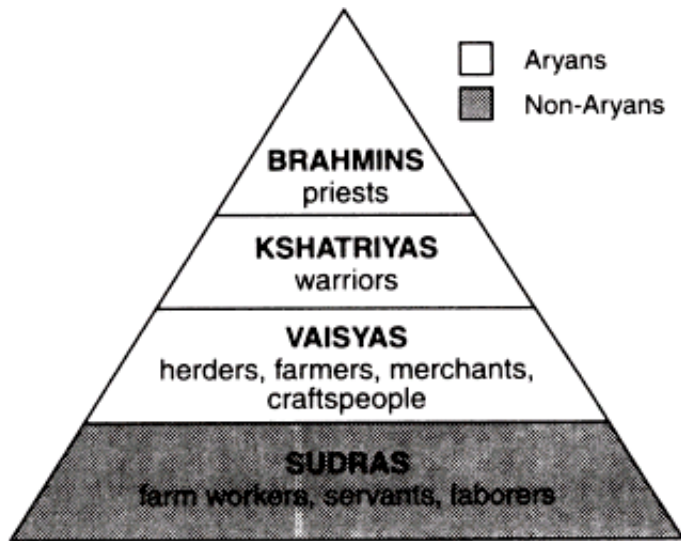 Aryans
Non-Aryans
BRAHMINS
priests
KSHATRIYAS
warriors
VAISYAS
herders, farmers, merchants,
craftspeople
SUDRAS
farm workers, servants, laborers